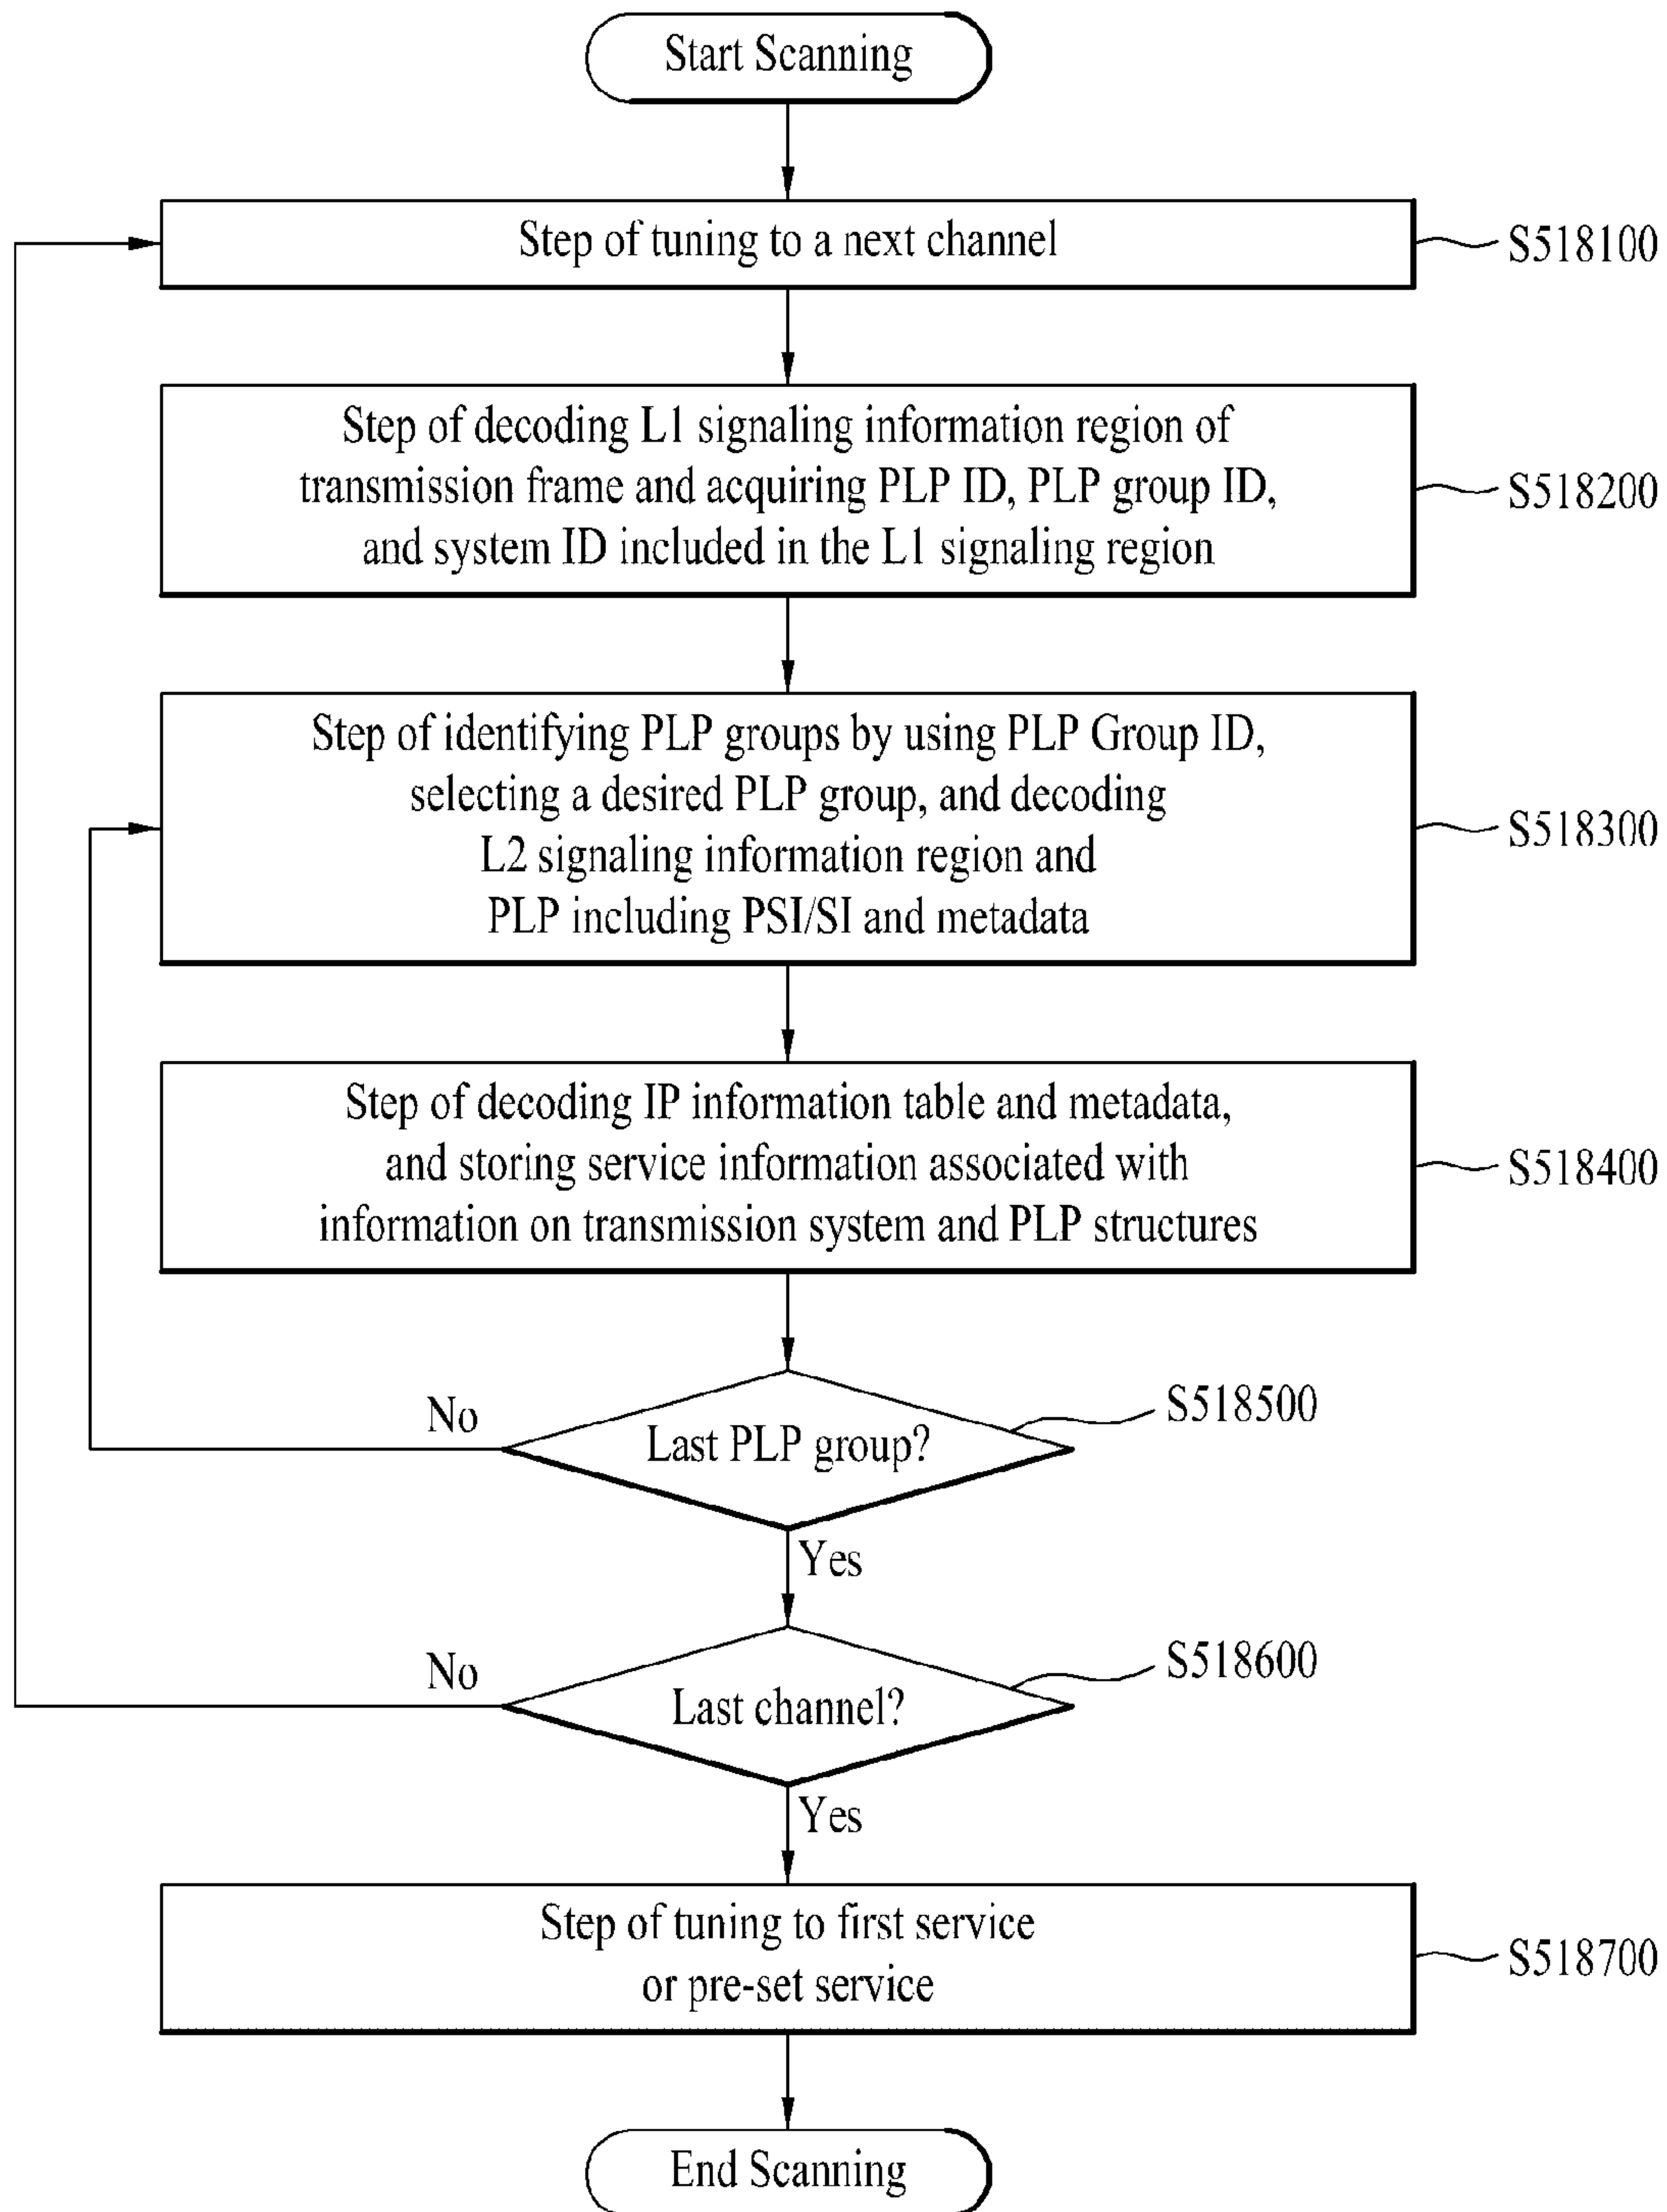 Start Scanning
Step of tuning to a next channel
S518100
Step of decoding L1 signaling information region of
transmission frame and acquiring PLP ID, PLP group ID,
and system ID included in the L1 signaling region
S518200
Step of identifying PLP groups by using PLP Group ID,
selecting a desired PLP group, and decoding
L2 signaling information region and
PLP including PSI/SI and metadata
S518300
Step of decoding IP information table and metadata,
and storing service information associated with
information on transmission system and PLP structures
S518400
No
Last PLP group?
S518500
Yes
No
Last channel?
S518600
Yes
Step of tuning to first service
or pre-set service
S518700
End Scanning